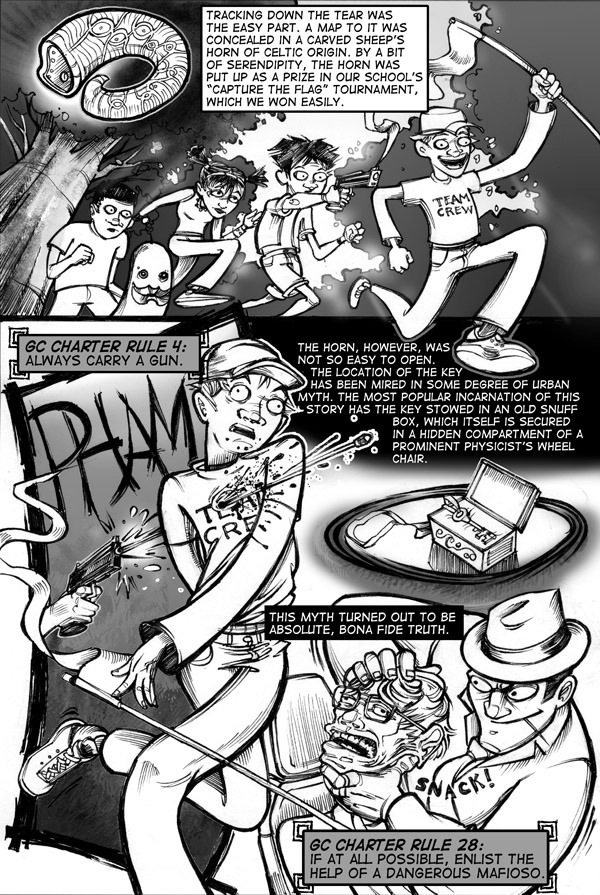 TRACKING DOWN THE TEAR WAS
THE EASY PART. A MAP TO IT WAS
CONCEALED IN A CARVED SHEEP'S
HORN OF CELTIC ORIGIN. BY A BIT
OF SERENDIPITY, THE HORN WAS
PUT UP AS A PRIZE IN OUR SCHOOL'S
"CAPTURE THE FLAG" TOURNAMENT,
WHICH WE WON EASILY.
TEAM
CREW
GC CHARTER RULE 4:
ALWAYS CARRY A GUN.
THE HORN, HOWEVER, WAS
NOT SO EASY TO OPEN.
THE LOCATION OF THE KEY
HAS BEEN MIRED IN SOME DEGREE OF URBAN
MYTH. THE MOST POPULAR INCARNATION OF THIS
STORY HAS THE KEY STOWED IN AN OLD SNUFF
BOX, WHICH ITSELF IS SECURED
IN A HIDDEN COMPARTMENT OF A
PROMINENT PHYSICIST'S WHEEL
CHAIR.
PHAM
TEAM
CREW
THIS MYTH TURNED OUT TO BE
ABSOLUTE, BONA FIDE TRUTH.
SNACK!
GC CHARTER RULE 28:
IF AT ALL POSSIBLE, ENLIST THE
HELP OF A DANGEROUS MAFIOSO.